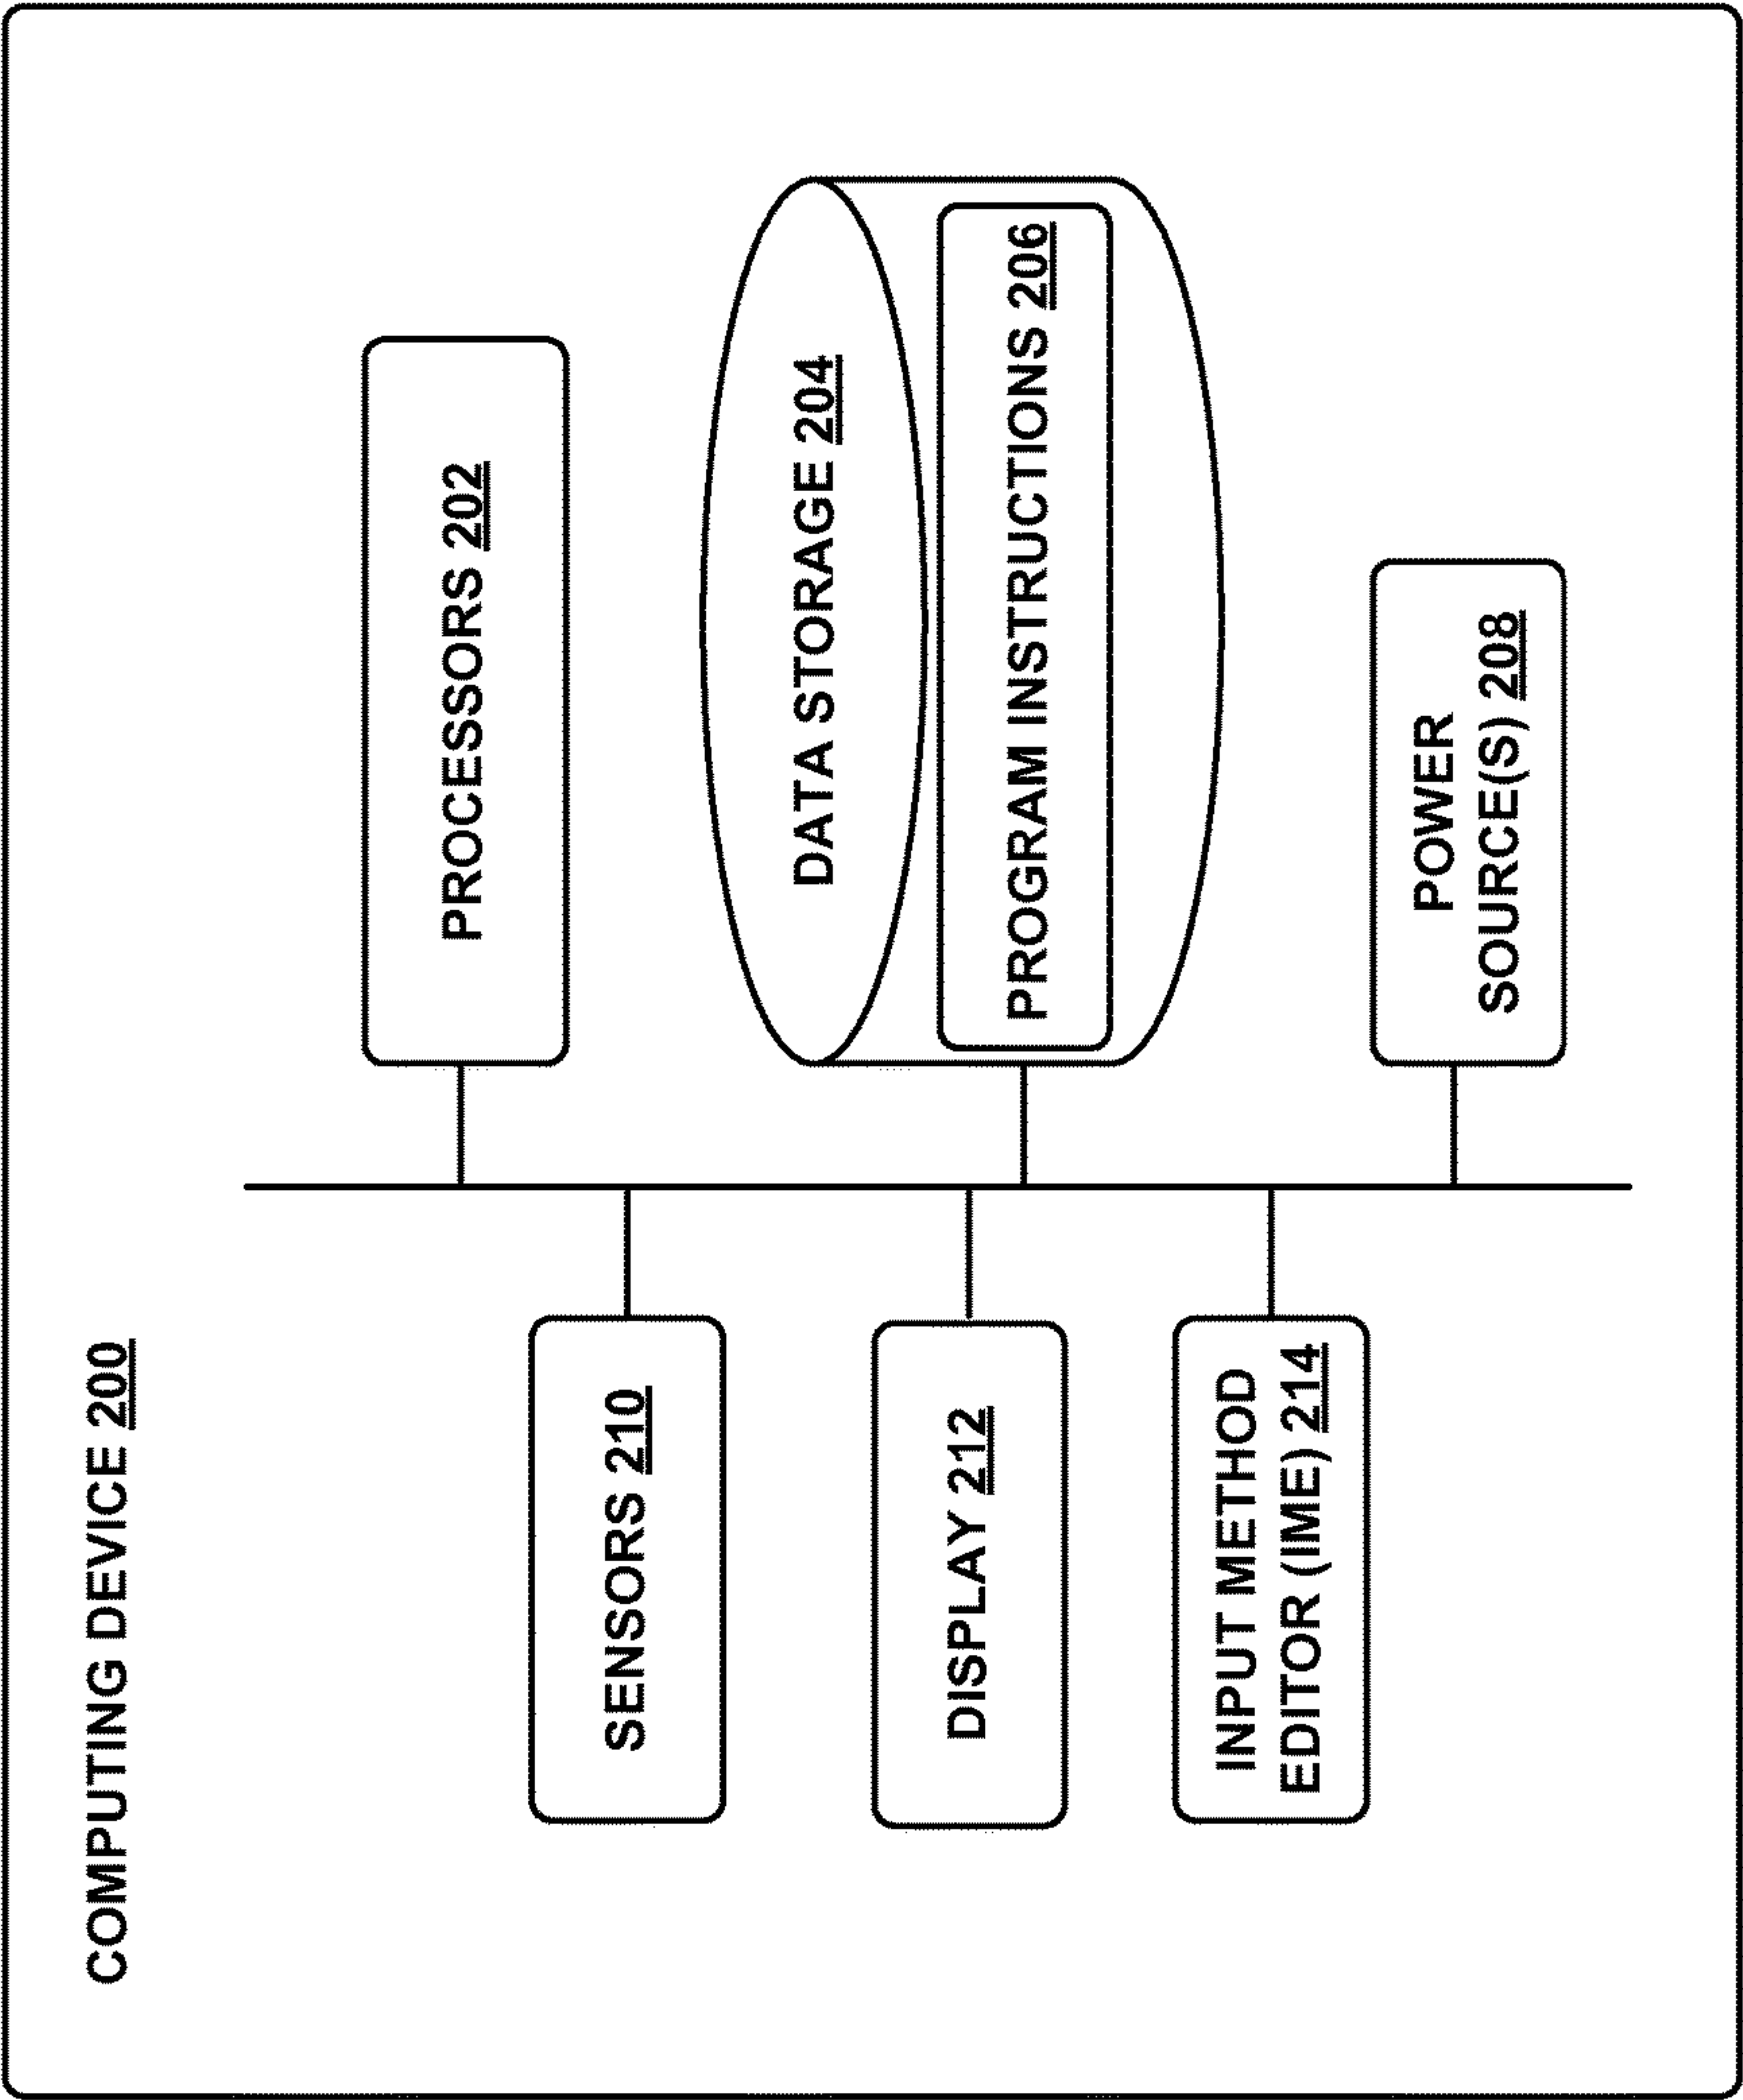 COMPUTING DEVICE 200
SENSORS 210
DISPLAY 212
INPUT METHOD
EDITOR (IME) 214
PROCESSORS 202
DATA STORAGE 204
PROGRAM INSTRUCTIONS 206
POWER
SOURCE(S) 208